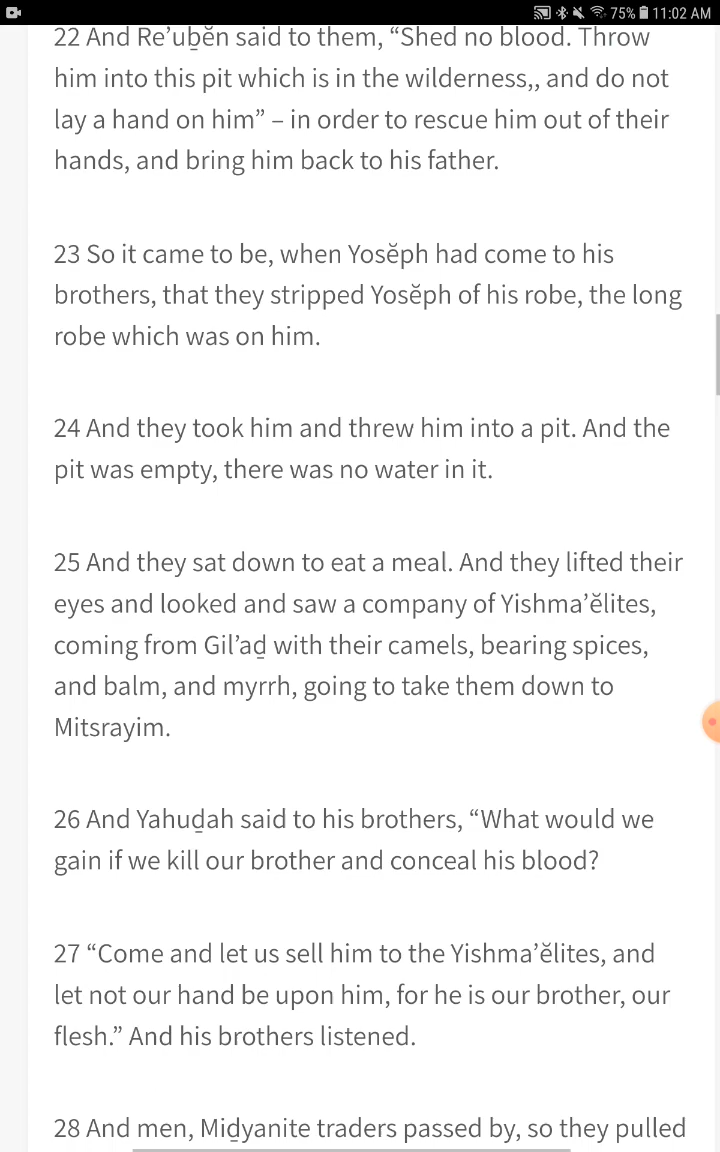 75% 11:02 AM
22 And Re’uḇĕn said to them, “Shed no blood. Throw
him into this pit which is in the wilderness,, and do not
lay a hand on him” – in order to rescue him out of their
hands, and bring him back to his father.
23 So it came to be, when Yosĕph had come to his
brothers, that they stripped Yosĕph of his robe, the long
robe which was on him.
24 And they took him and threw him into a pit. And the
pit was empty, there was no water in it.
25 And they sat down to eat a meal. And they lifted their
eyes and looked and saw a company of Yishma’ĕlites,
coming from Gil’aḏ with their camels, bearing spices,
and balm, and myrrh, going to take them down to
Mitsrayim.
26 And Yahuḏah said to his brothers, “What would we
gain if we kill our brother and conceal his blood?
27 “Come and let us sell him to the Yishma’ĕlites, and
let not our hand be upon him, for he is our brother, our
flesh.” And his brothers listened.
28 And men, Miḏyanite traders passed by, so they pulled